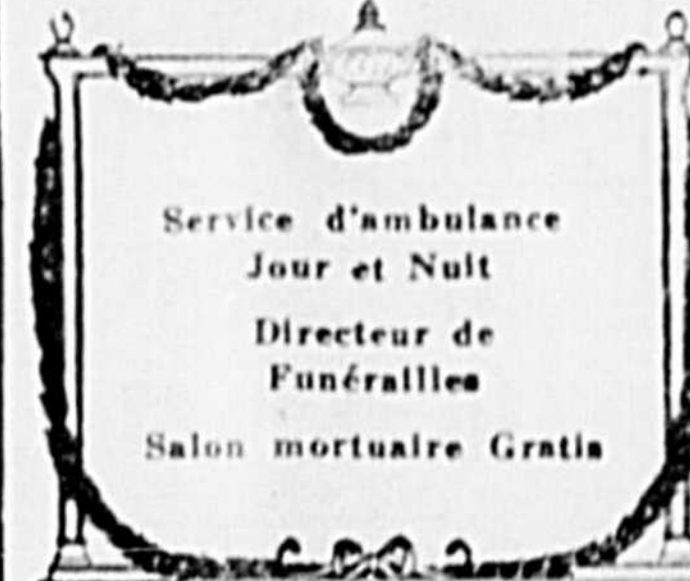 Service d'ambulance
Jour et Nuit
Directeur de
Funérailles
Salon mortuaire Gratis